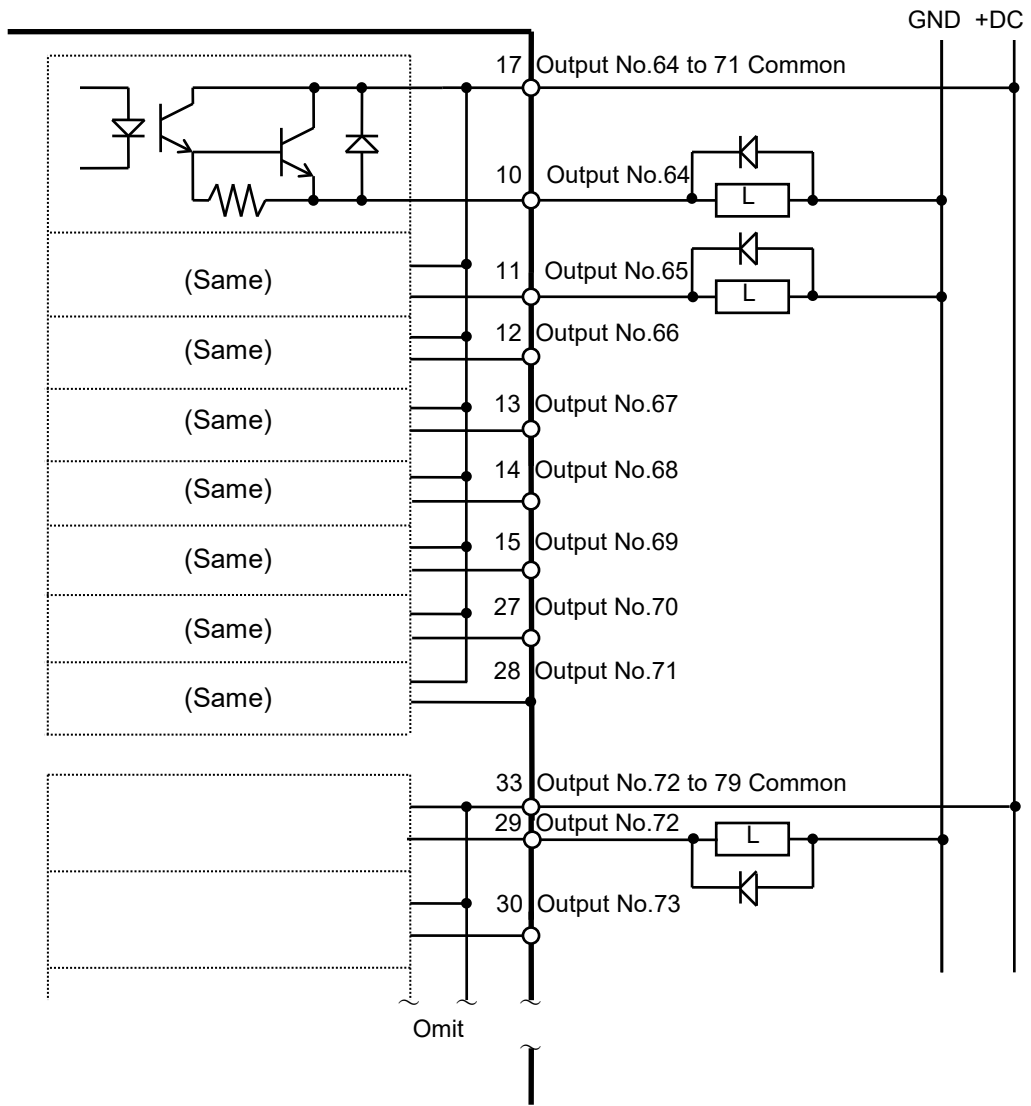 GND +DC
17 Output No.64 to 71 Common
10 Output No.64
L
(Same)
11 Output No.65
L
(Same)
12 Output No.66
(Same)
13 Output No.67
(Same)
14 Output No.68
(Same)
15 Output No.69
(Same)
27 Output No.70
(Same)
28 Output No.71
33 Output No.72 to 79 Common
29 Output No.72
L
30 Output No.73
Omit